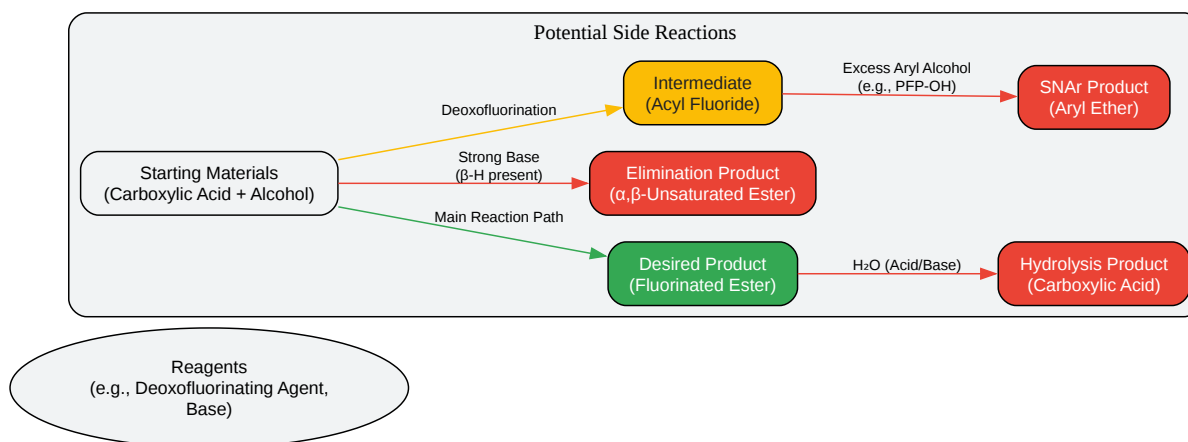 Potential Side Reactions
Intermediate
(Acyl Fluoride)
Excess Aryl Alcohol
(e.g., PFP-OH)
SNAr Product
(Aryl Ether)
Deoxofluorination
Starting Materials
(Carboxylic Acid + Alcohol)
Strong Base
(β-H present)
Elimination Product
(α,β-Unsaturated Ester)
Main Reaction Path
Desired Product
(Fluorinated Ester)
H₂O (Acid/Base)
Hydrolysis Product
(Carboxylic Acid)
Reagents
(e.g., Deoxofluorinating Agent,
Base)